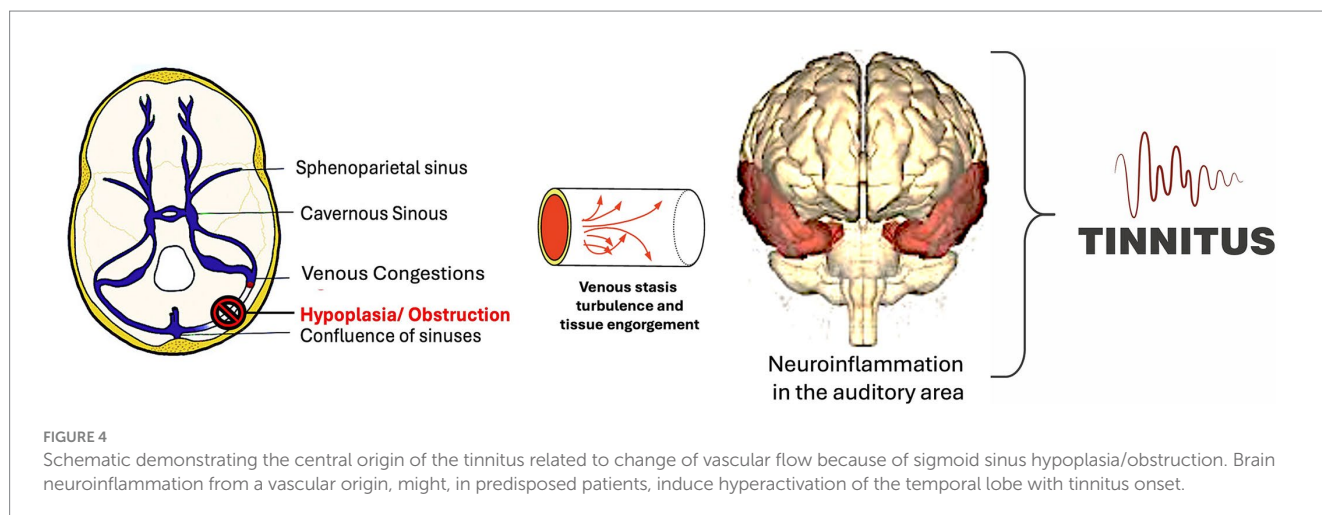 Sphenoparietal sinus
Cavernous Sinous
Venous Congestions
Hypoplasia/ Obstruction
Confluence of sinuses
Venous stasis
turbulence and
tissue engorgement
Neuroinflammation
in the auditory area
TINNITUS
FIGURE 4
Schematic demonstrating the central origin of the tinnitus related to change of vascular flow because of sigmoid sinus hypoplasia/obstruction. Brain
neuroinflammation from a vascular origin, might, in predisposed patients, induce hyperactivation of the temporal lobe with tinnitus onset.